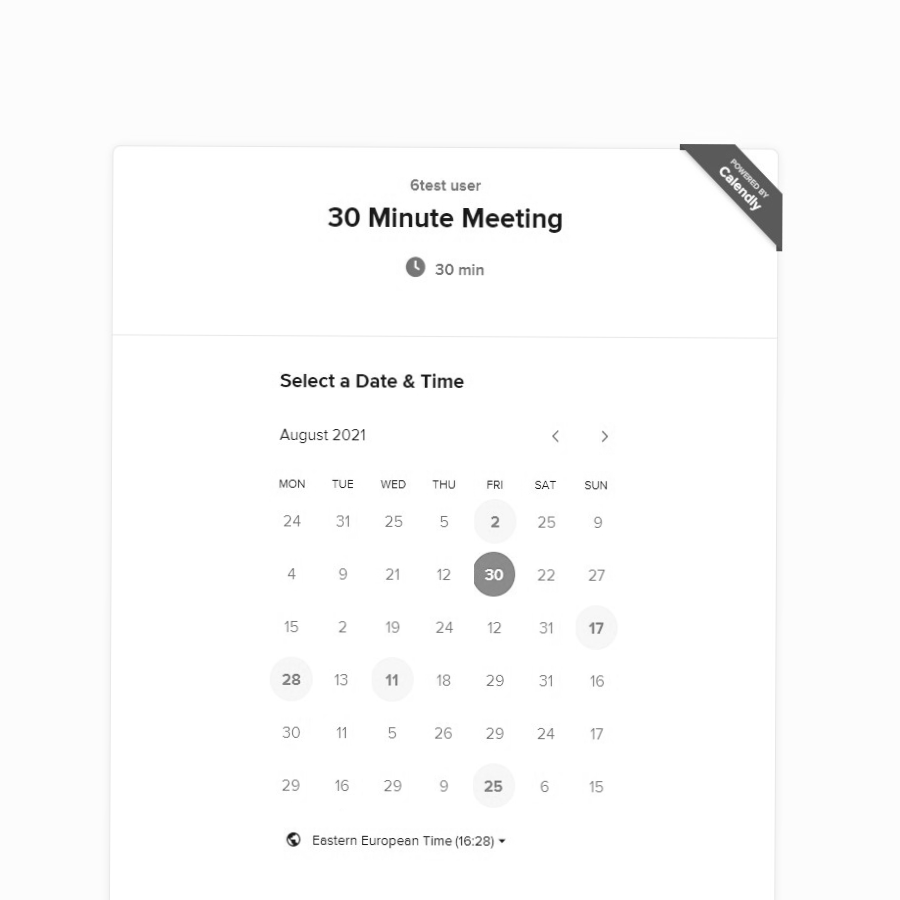 POWERED BY
Calendly
6test user
30 Minute Meeting
30 min
Select a Date & Time
August 2021
MON TUE WED THU FRI SAT SUN
24 31 25 5 2 25 9
4 9 21 12 30 22 27
15 2 19 24 12 31 17
28 13 11 18 29 31 16
30 11 5 26 29 24 17
29 16 29 9 25 6 15
Eastern European Time (16:28)